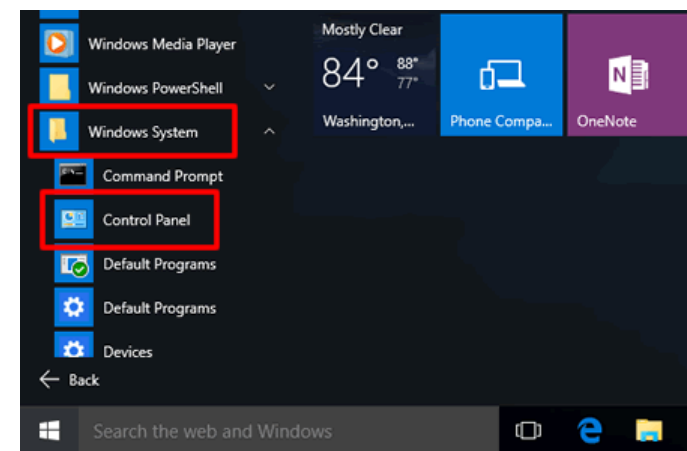 Windows Media Player
Windows PowerShell
Windows System
Command Prompt
Control Panel
Default Programs
Default Programs
Devices
Back
Mostly Clear
84° 88°
77°
Washington,...
Phone Compa...
N
OneNote
Search the web and Windows